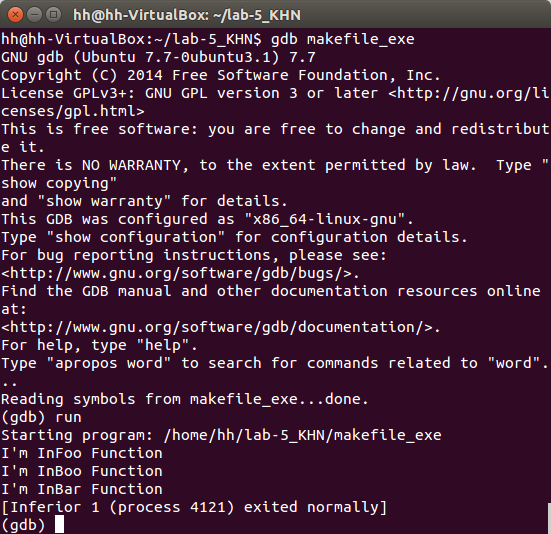 hh@hh-VirtualBox: ~/lab-5_KHN
hh@hh-VirtualBox:~/lab-5_KHN$ gdb makefile_exe
GNU gdb (Ubuntu 7.7-0ubuntu3.1) 7.7
Copyright (C) 2014 Free Software Foundation, Inc.
License GPLv3+: GNU GPL version 3 or later <http://gnu.org/li
censes/gpl.html>
This is free software: you are free to change and redistribut
e it.
There is NO WARRANTY, to the extent permitted by law.  Type "
show copying"
and "show warranty" for details.
This GDB was configured as "x86_64-linux-gnu".
Type "show configuration" for configuration details.
For bug reporting instructions, please see:
<http://www.gnu.org/software/gdb/bugs/>.
Find the GDB manual and other documentation resources online
at:
<http://www.gnu.org/software/gdb/documentation/>.
For help, type "help".
Type "apropos word" to search for commands related to "word".
..
Reading symbols from makefile_exe...done.
(gdb) run
Starting program: /home/hh/lab-5_KHN/makefile_exe
I'm InFoo Function
I'm InBoo Function
I'm InBar Function
[Inferior 1 (process 4121) exited normally]
(gdb)